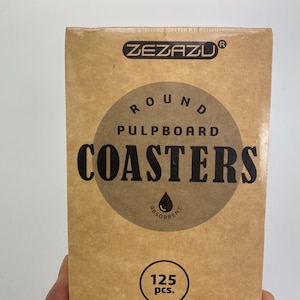 ZEZAZU®
ROUND
PULPBOARD
COASTERS
ABSORBENT
125
pcs.